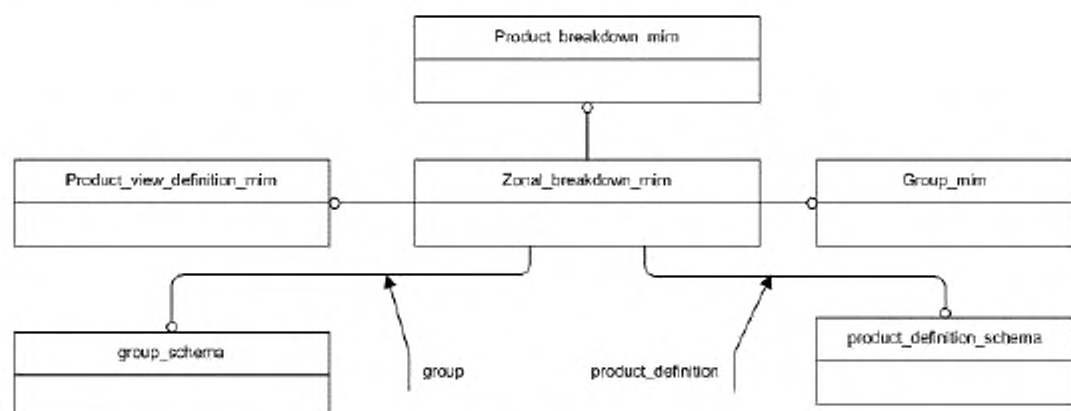 Product_breakdown_mim
Product_view_definition_mim
Zonal_breakdown_mim
Group_mim
group_schema
product_definition_schema
group
product_definition